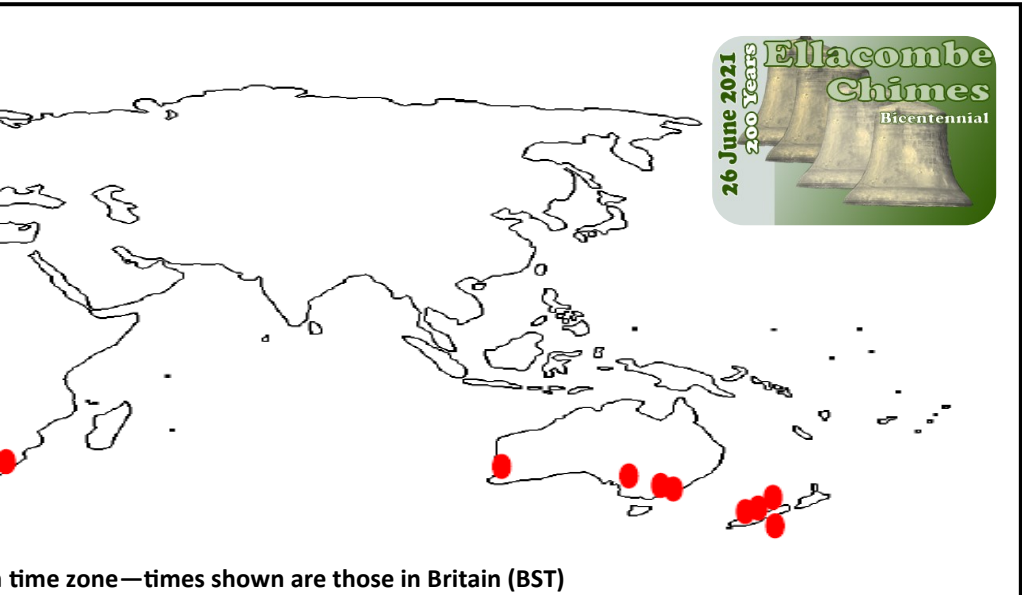 26 June 2021
200 Years
Ellacombe
Chimes
Bicentennial
time zone—times shown are those in Britain (BST)